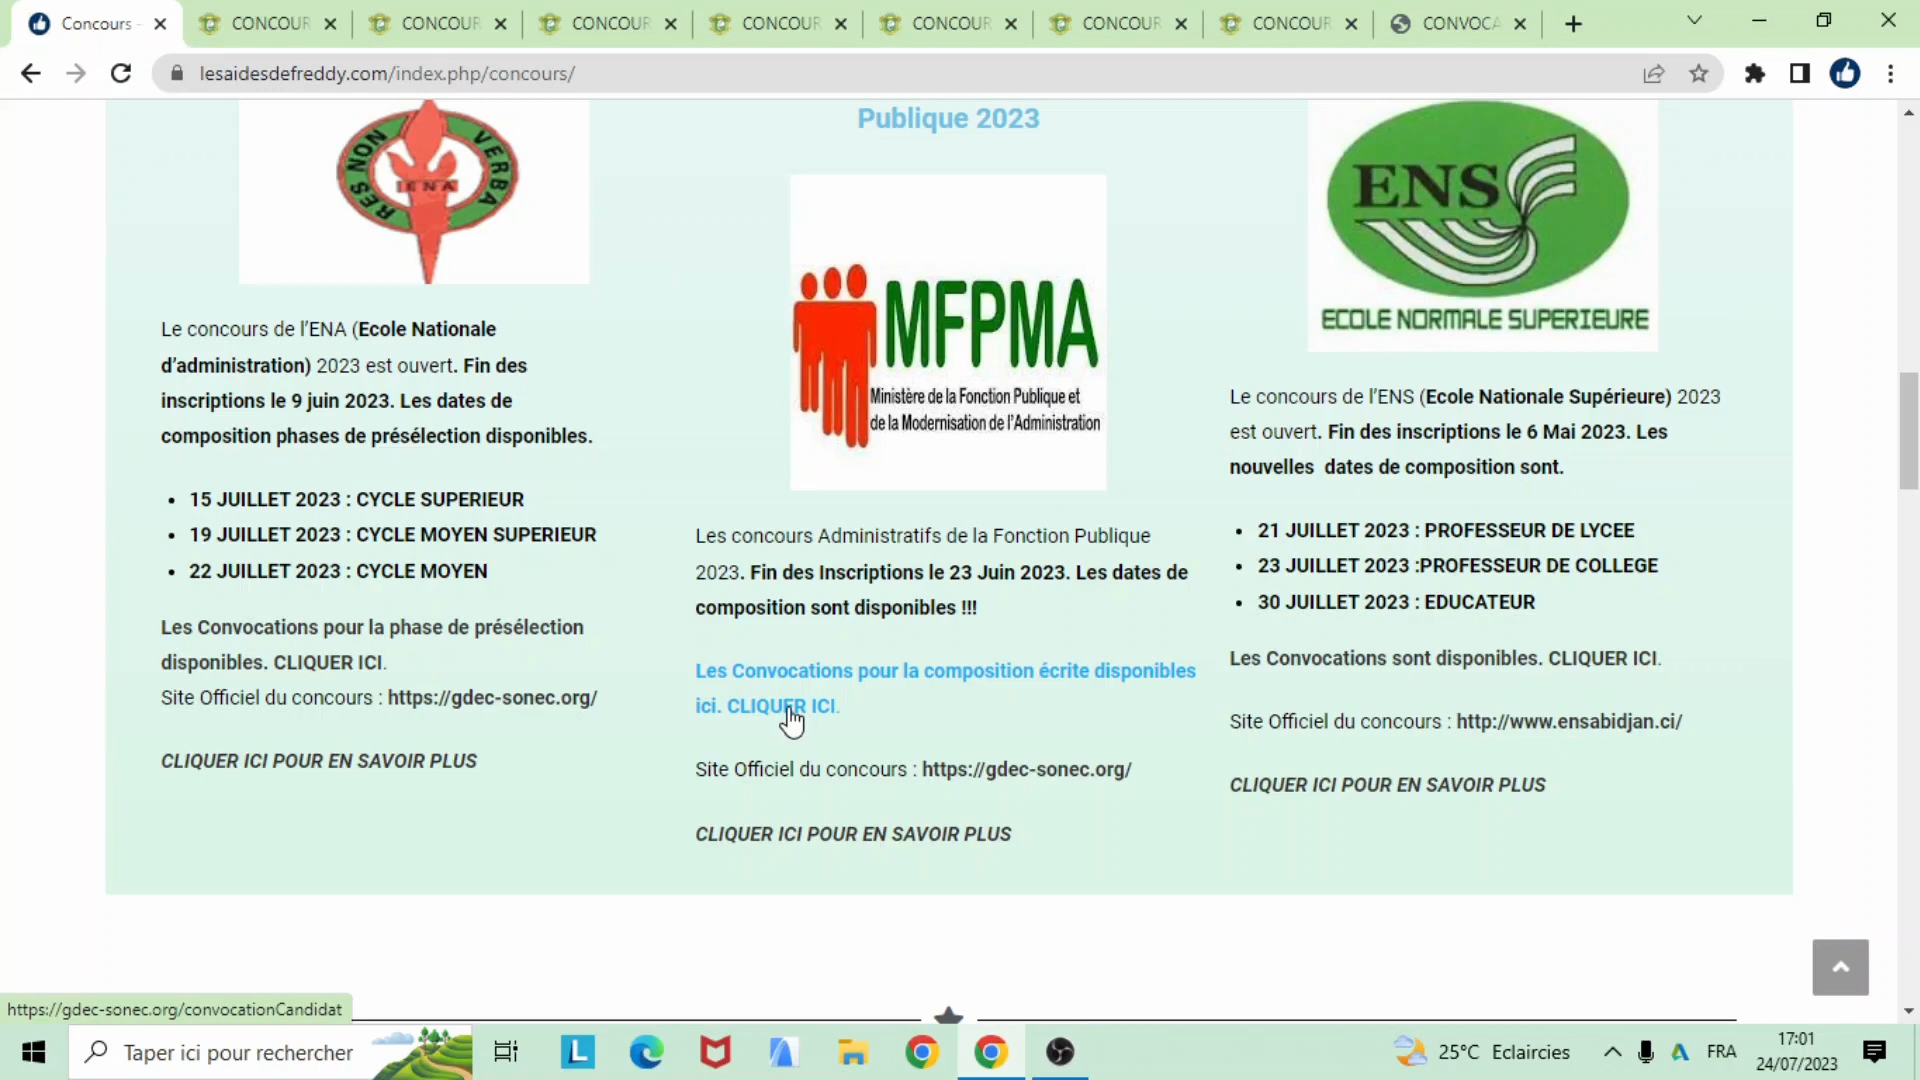 Concours -
CONCOUR
CONCOUR
CONCOUR
CONCOUR
CONCOUR
CONCOUR
CONCOUR
CONVOCA
lesaidesdefreddy.com/index.php/concours/
RES NON VERBA
ENA
Le concours de l’ENA (Ecole Nationale
d’administration) 2023 est ouvert. Fin des
inscriptions le 9 juin 2023. Les dates de
composition phases de présélection disponibles.
• 15 JUILLET 2023 : CYCLE SUPERIEUR
• 19 JUILLET 2023 : CYCLE MOYEN SUPERIEUR
• 22 JUILLET 2023 : CYCLE MOYEN
Les Convocations pour la phase de présélection
disponibles. CLIQUER ICI.
Site Officiel du concours : https://gdec-sonec.org/
CLIQUER ICI POUR EN SAVOIR PLUS
Publique 2023
MFPMA
Ministère de la Fonction Publique et
de la Modernisation de l’Administration
Les concours Administratifs de la Fonction Publique
2023. Fin des Inscriptions le 23 Juin 2023. Les dates de
composition sont disponibles !!!
Les Convocations pour la composition écrite disponibles
ici. CLIQUER ICI.
Site Officiel du concours : https://gdec-sonec.org/
CLIQUER ICI POUR EN SAVOIR PLUS
ENS
ECOLE NORMALE SUPERIEURE
Le concours de l’ENS (Ecole Nationale Supérieure) 2023
est ouvert. Fin des inscriptions le 6 Mai 2023. Les
nouvelles dates de composition sont.
• 21 JUILLET 2023 : PROFESSEUR DE LYCEE
• 23 JUILLET 2023 :PROFESSEUR DE COLLEGE
• 30 JUILLET 2023 : EDUCATEUR
Les Convocations sont disponibles. CLIQUER ICI.
Site Officiel du concours : http://www.ensabidjan.ci/
CLIQUER ICI POUR EN SAVOIR PLUS
https://gdec-sonec.org/convocationCandidat
Taper ici pour rechercher
L
25°C Eclaircies
FRA
17:01
24/07/2023